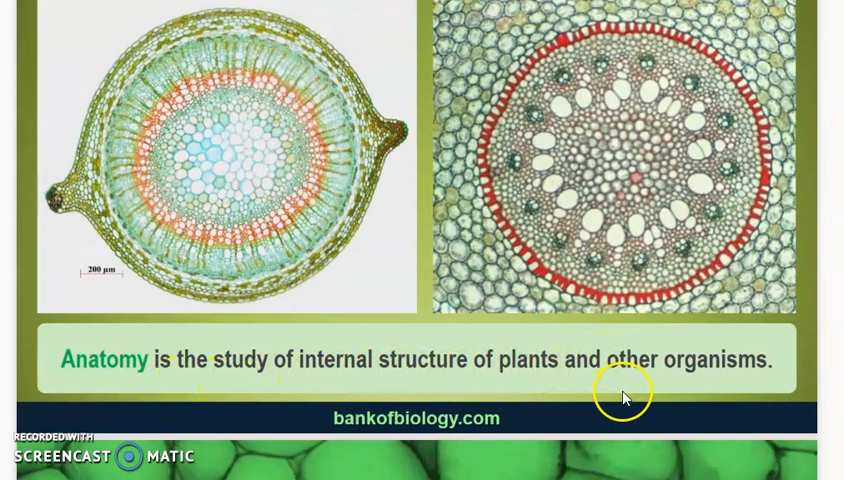 200 µm
Anatomy is the study of internal structure of plants and other organisms.
bankofbiology.com
RECORDED WITH
SCREENCAST MATIC